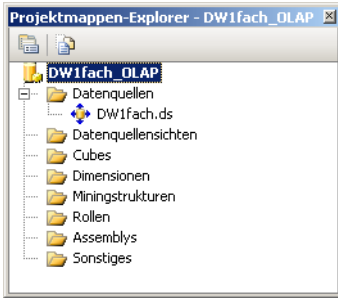 Projektmappen-Explorer - DW1fach_OLAP
DW1fach_OLAP
Datenquellen
DW1fach.ds
Datenquellensichten
Cubes
Dimensionen
Miningstrukturen
Rollen
Assemblys
Sonstiges